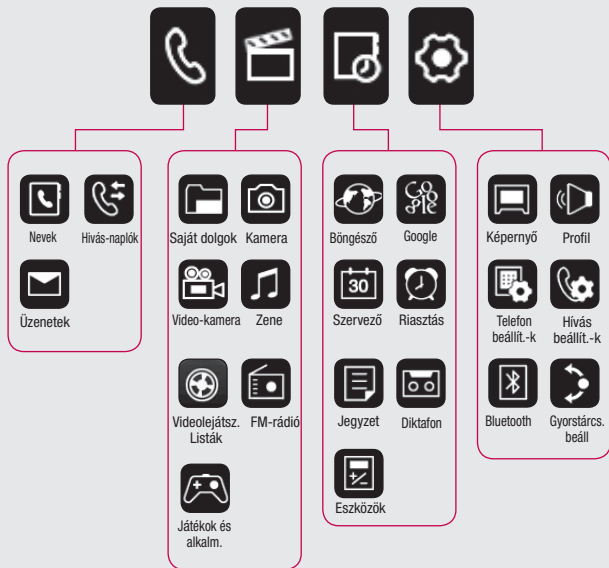 Nevek
Hivás-naplók
Üzenetek
Saját dolgok
Kamera
Video-kamera
Zene
Videolejátsz.
Listák
FM-rádió
Játékok és
alkalm.
Böngésző
Google
30
Szervező
Riasztás
Jegyzet
Diktafon
Eszközök
Képernyő
Profil
Telefon
beállít.-k
Hívás
beállít.-k
Bluetooth
Gyorstárcs.
beáll